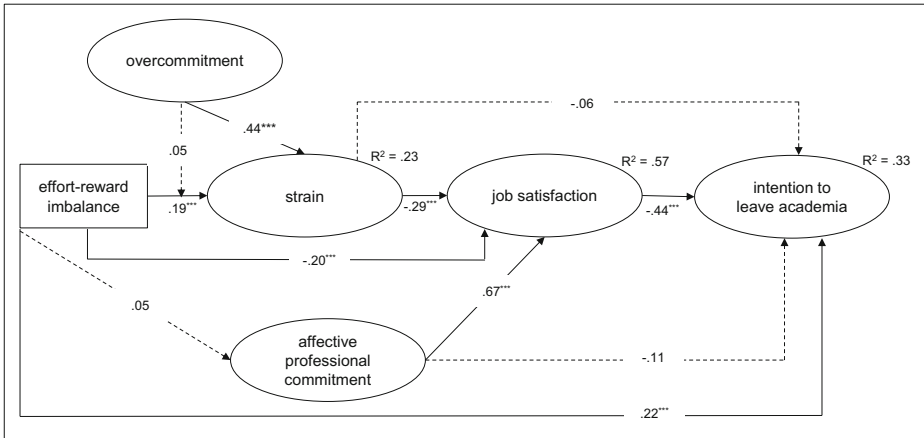 overcommitment
-.06
.44***
.05
R² = .23
R² = .57
R² = .33
effort-reward
imbalance
.19***
strain
-.29***
job satisfaction
-.44***
intention to
leave academia
-.20***
.67***
.05
affective
professional
commitment
-.11
.22***